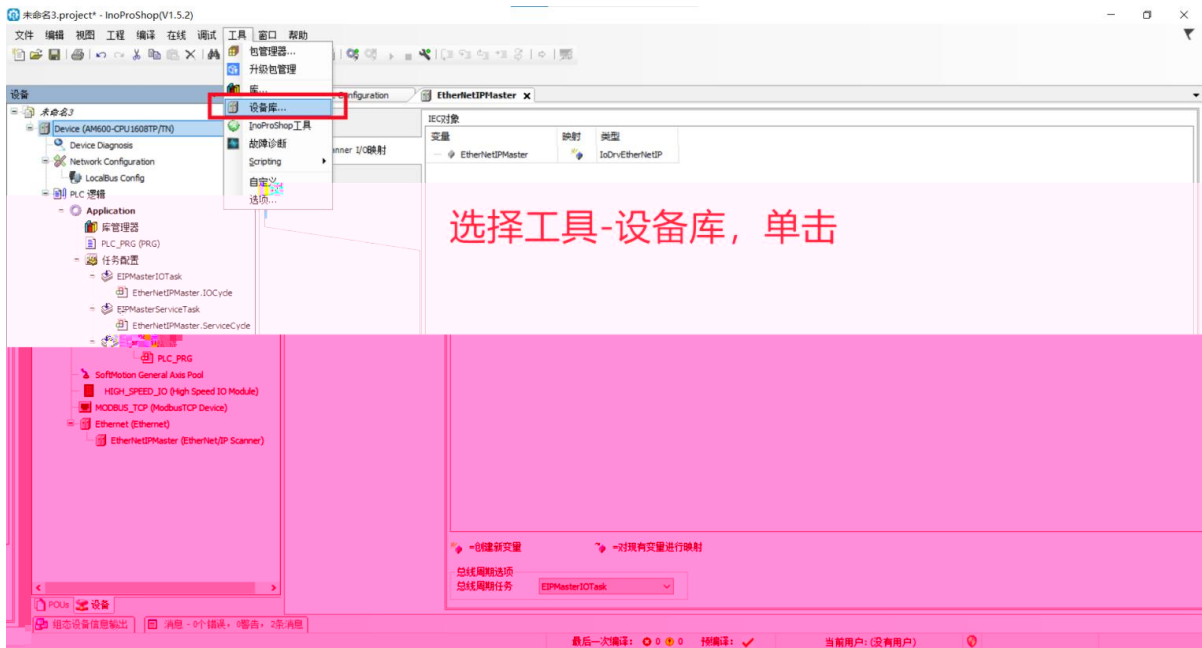 未命名3.project* - InoProShop(V1.5.2)
文件 编辑 视图 工程 编译 在线 调试 工具 窗口 帮助
包管理器...
升级包管理
库...
设备库...
InoProShop工具
故障诊断
Scripting
自定义...
选项...
设备
未命名3
Device (AM600-CPU1608TP/TN)
Device Diagnosis
Network Configuration
LocalBus Config
PLC 逻辑
Application
库管理器
PLC_PRG (PRG)
任务配置
EIPMasterIOTask
EtherNetIPMaster.IOCycle
EIPMasterServiceTask
EtherNetIPMaster.ServiceCycle
PLC_PRG
SoftMotion General Axis Pool
HIGH_SPEED_IO (High Speed IO Module)
MODBUS_TCP (ModbusTCP Device)
Ethernet (Ethernet)
EtherNetIPMaster (EtherNet/IP Scanner)
POUs 设备
Configuration
EtherNetIPMaster
I/O映射
IEC对象
变量 映射 类型
EtherNetIPMaster IoDrvEtherNetIP
选择工具-设备库，单击
=创建新变量 =对现有变量进行映射
总线周期选项
总线周期任务 EIPMasterIOTask
组态设备信息输出 消息 - 0个错误，0警告，2条消息
最后一次编译： 0 0 预编译： 当前用户: (没有用户)